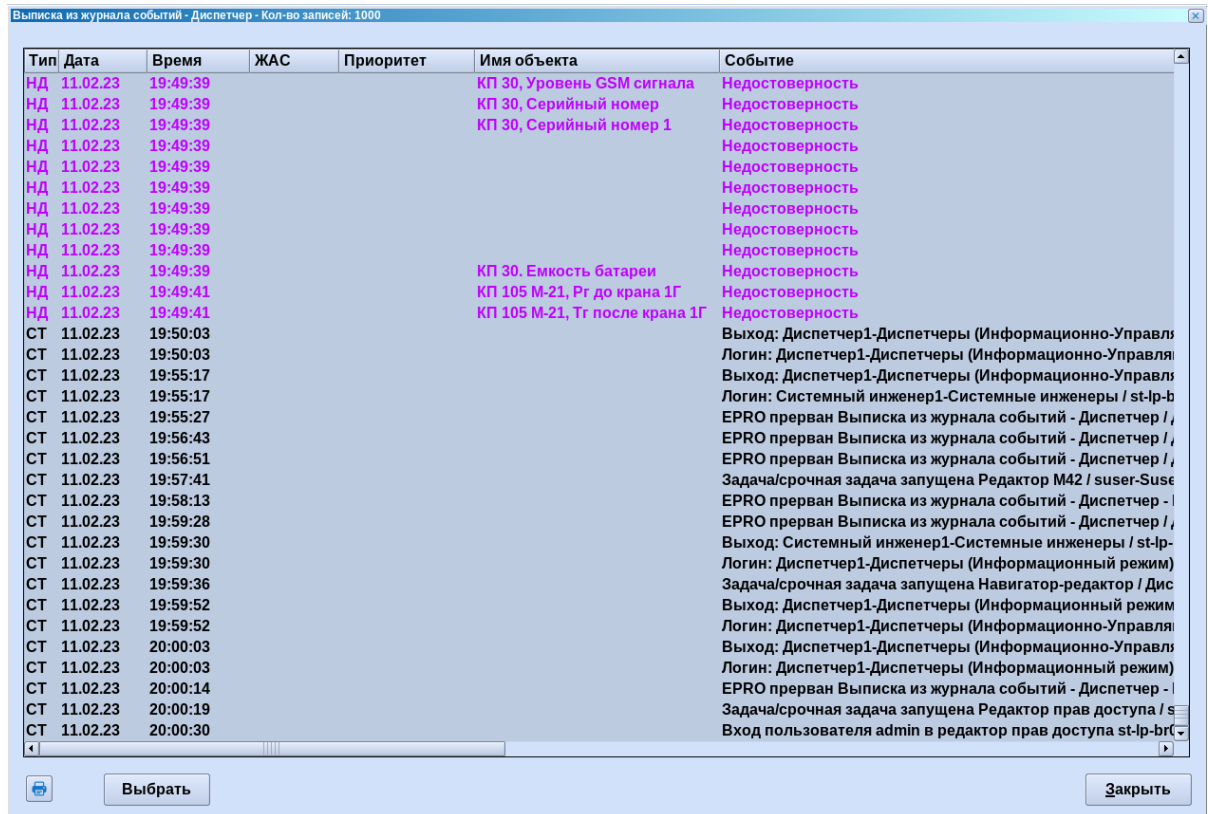 Выписка из журнала событий - Диспетчер - Кол-во записей: 1000
Тип Дата Время ЖАС Приоритет Имя объекта Событие
НД 11.02.23 19:49:39 КП 30, Уровень GSM сигнала Недостоверность
НД 11.02.23 19:49:39 КП 30, Серийный номер Недостоверность
НД 11.02.23 19:49:39 КП 30, Серийный номер 1 Недостоверность
НД 11.02.23 19:49:39 Недостоверность
НД 11.02.23 19:49:39 Недостоверность
НД 11.02.23 19:49:39 Недостоверность
НД 11.02.23 19:49:39 Недостоверность
НД 11.02.23 19:49:39 Недостоверность
НД 11.02.23 19:49:39 Недостоверность
НД 11.02.23 19:49:39 КП 30. Емкость батареи Недостоверность
НД 11.02.23 19:49:41 КП 105 М-21, Рг до крана 1Г Недостоверность
НД 11.02.23 19:49:41 КП 105 М-21, Тг после крана 1Г Недостоверность
СТ 11.02.23 19:50:03 Выход: Диспетчер1-Диспетчеры (Информационно-Управля
СТ 11.02.23 19:50:03 Логин: Диспетчер1-Диспетчеры (Информационно-Управля
СТ 11.02.23 19:55:17 Выход: Диспетчер1-Диспетчеры (Информационно-Управля
СТ 11.02.23 19:55:17 Логин: Системный инженер1-Системные инженеры / st-lp-b
СТ 11.02.23 19:55:27 EPRO прерван Выписка из журнала событий - Диспетчер /
СТ 11.02.23 19:56:43 EPRO прерван Выписка из журнала событий - Диспетчер /
СТ 11.02.23 19:56:51 EPRO прерван Выписка из журнала событий - Диспетчер /
СТ 11.02.23 19:57:41 Задача/срочная задача запущена Редактор М42 / suser-Suse
СТ 11.02.23 19:58:13 EPRO прерван Выписка из журнала событий - Диспетчер -
СТ 11.02.23 19:59:28 EPRO прерван Выписка из журнала событий - Диспетчер /
СТ 11.02.23 19:59:30 Выход: Системный инженер1-Системные инженеры / st-lp-
СТ 11.02.23 19:59:30 Логин: Диспетчер1-Диспетчеры (Информационный режим)
СТ 11.02.23 19:59:36 Задача/срочная задача запущена Навигатор-редактор / Дис
СТ 11.02.23 19:59:52 Выход: Диспетчер1-Диспетчеры (Информационный режим
СТ 11.02.23 19:59:52 Логин: Диспетчер1-Диспетчеры (Информационно-Управля
СТ 11.02.23 20:00:03 Выход: Диспетчер1-Диспетчеры (Информационно-Управля
СТ 11.02.23 20:00:03 Логин: Диспетчер1-Диспетчеры (Информационный режим)
СТ 11.02.23 20:00:14 EPRO прерван Выписка из журнала событий - Диспетчер -
СТ 11.02.23 20:00:19 Задача/срочная задача запущена Редактор прав доступа / s
СТ 11.02.23 20:00:30 Вход пользователя admin в редактор прав доступа st-lp-br
Выбрать Закрыть